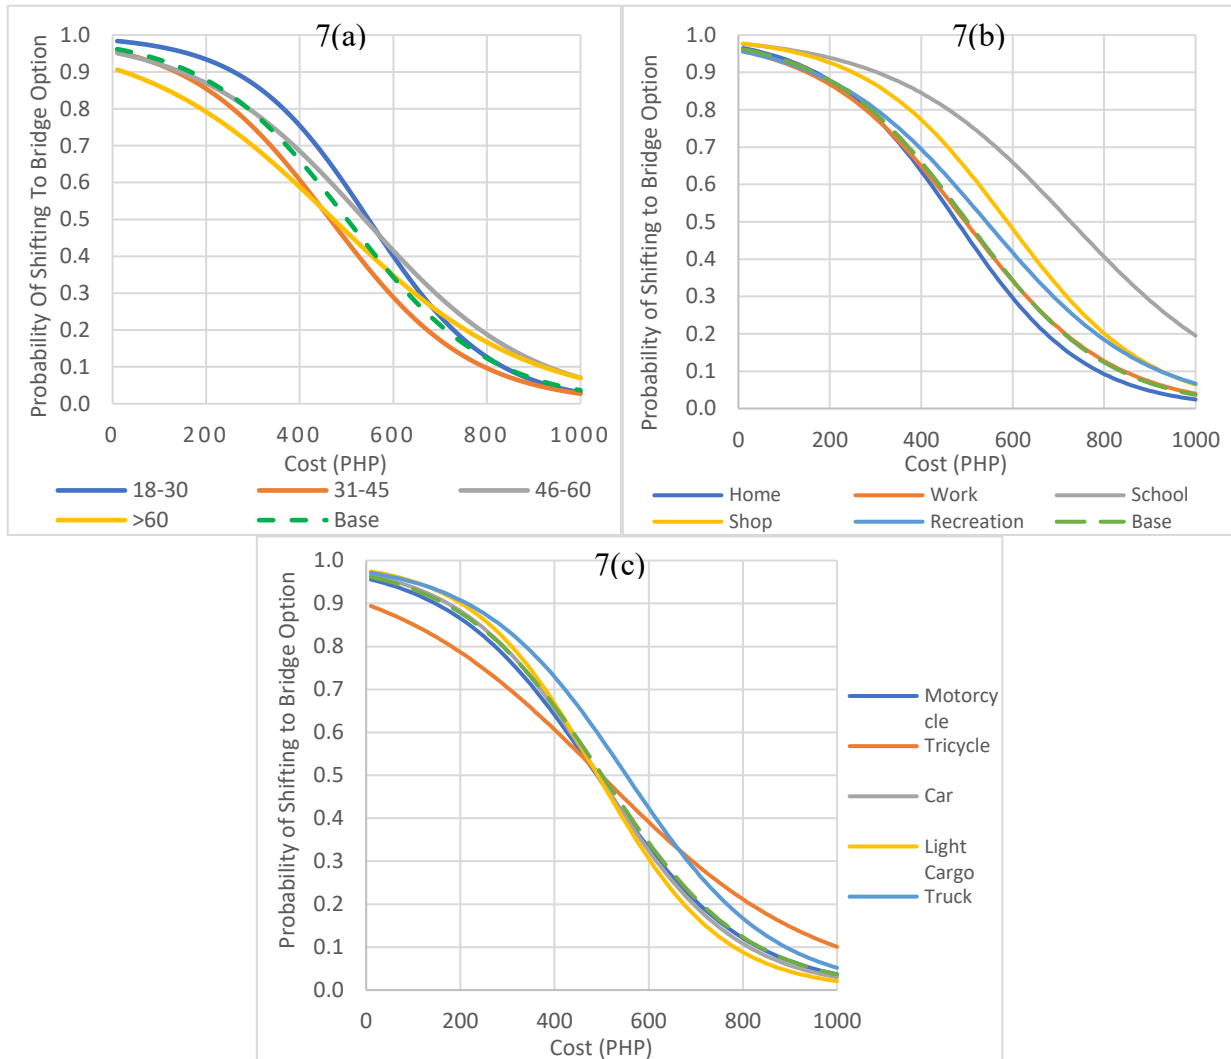 7(a)
Probability Of Shifting To Bridge Option
1.0
0.9
0.8
0.7
0.6
0.5
0.4
0.3
0.2
0.1
0.0
0 200 400 600 800 1000
Cost (PHP)
18-30 31-45 46-60
>60 Base
7(b)
Probability of Shifting to Bridge Option
1.0
0.9
0.8
0.7
0.6
0.5
0.4
0.3
0.2
0.1
0.0
0 200 400 600 800 1000
Cost (PHP)
Home Work School
Shop Recreation Base
7(c)
Probability of Shifting to Bridge Option
1.0
0.9
0.8
0.7
0.6
0.5
0.4
0.3
0.2
0.1
0.0
0 200 400 600 800 1000
Cost (PHP)
Motorcy
cle
Tricycle
Car
Light
Cargo
Truck